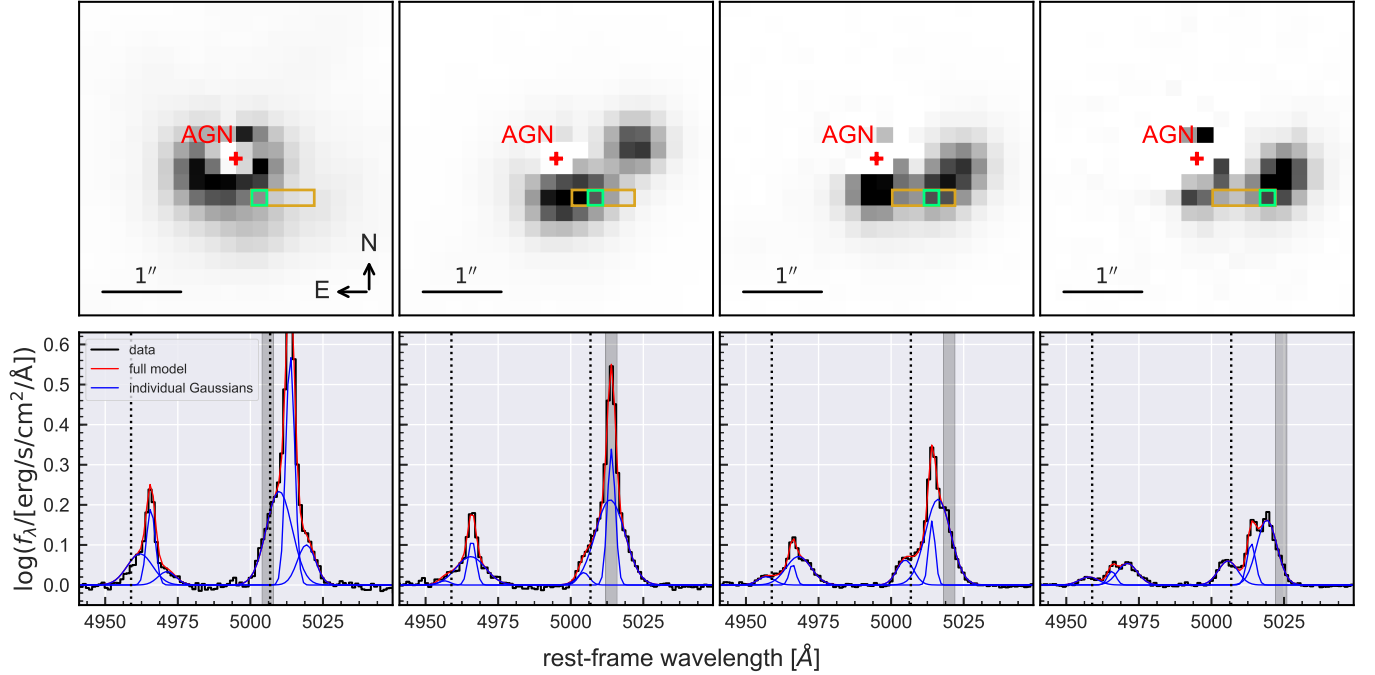 AGN
AGN
AGN
AGN
N
E
1″
1″
1″
1″
log(fλ/[erg/s/cm²/Å])
0.6
0.5
0.4
0.3
0.2
0.1
0.0
data
full model
individual Gaussians
4950 4975 5000 5025
4950 4975 5000 5025
4950 4975 5000 5025
4950 4975 5000 5025
rest-frame wavelength [Å]